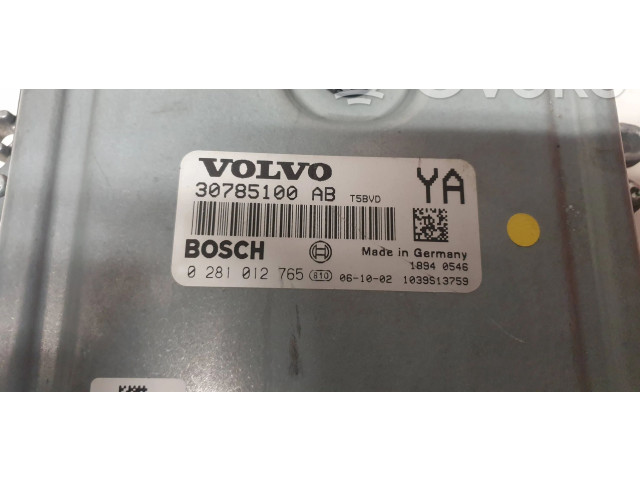 VOLVO YA
30785100 AB T5BVD
BOSCH Made in Germany
1894 0546
0 281 012 765 810 06-10-02 1039S13759